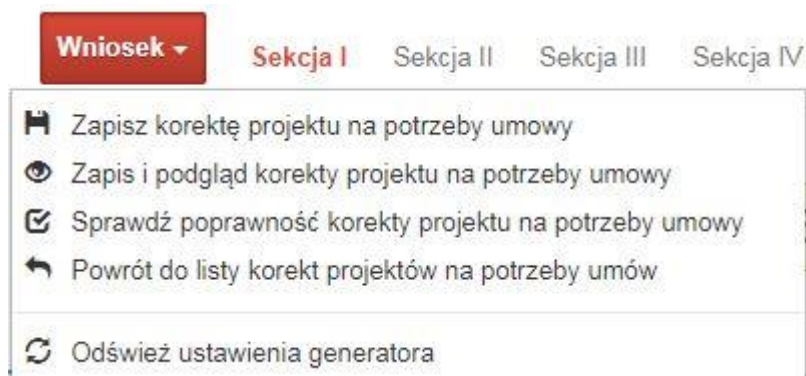 Wniosek
Sekcja I Sekcja II Sekcja III Sekcja IV
Zapisz korektę projektu na potrzeby umowy
Zapis i podgląd korekty projektu na potrzeby umowy
Sprawdź poprawność korekty projektu na potrzeby umowy
Powrót do listy korekt projektów na potrzeby umów
Odśwież ustawienia generatora